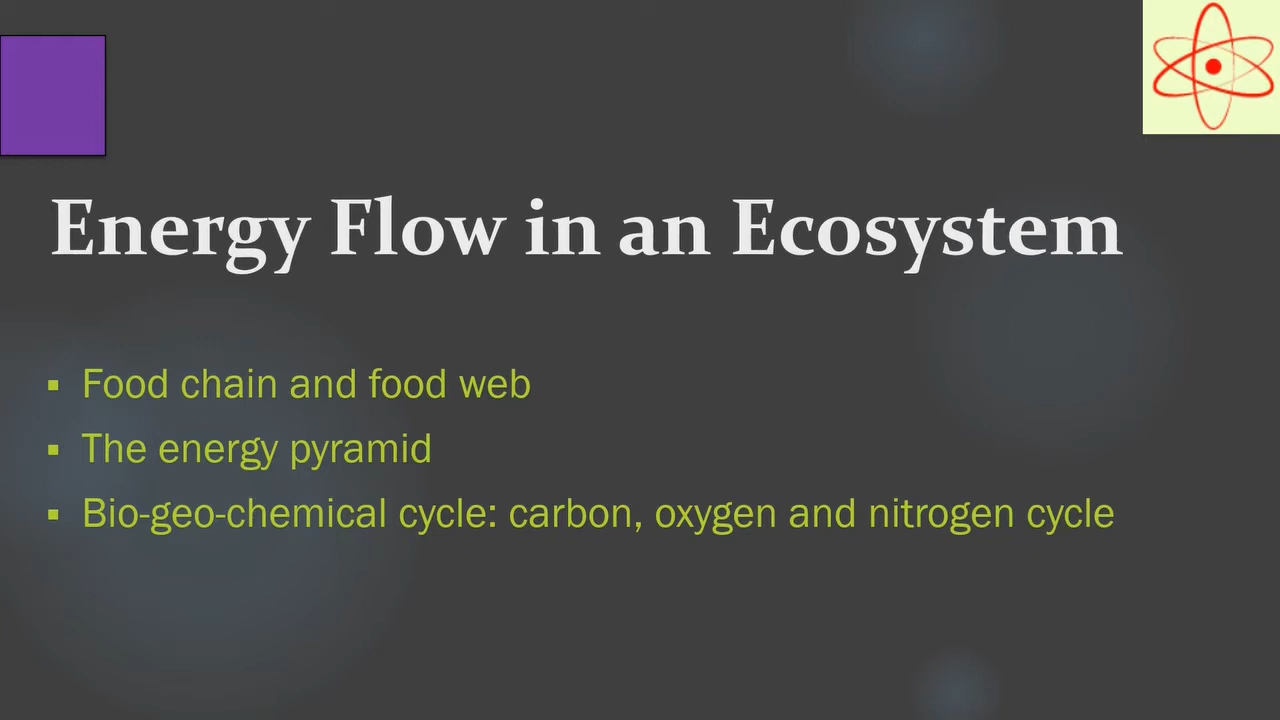 Energy Flow in an Ecosystem
▪ Food chain and food web
▪ The energy pyramid
▪ Bio-geo-chemical cycle: carbon, oxygen and nitrogen cycle